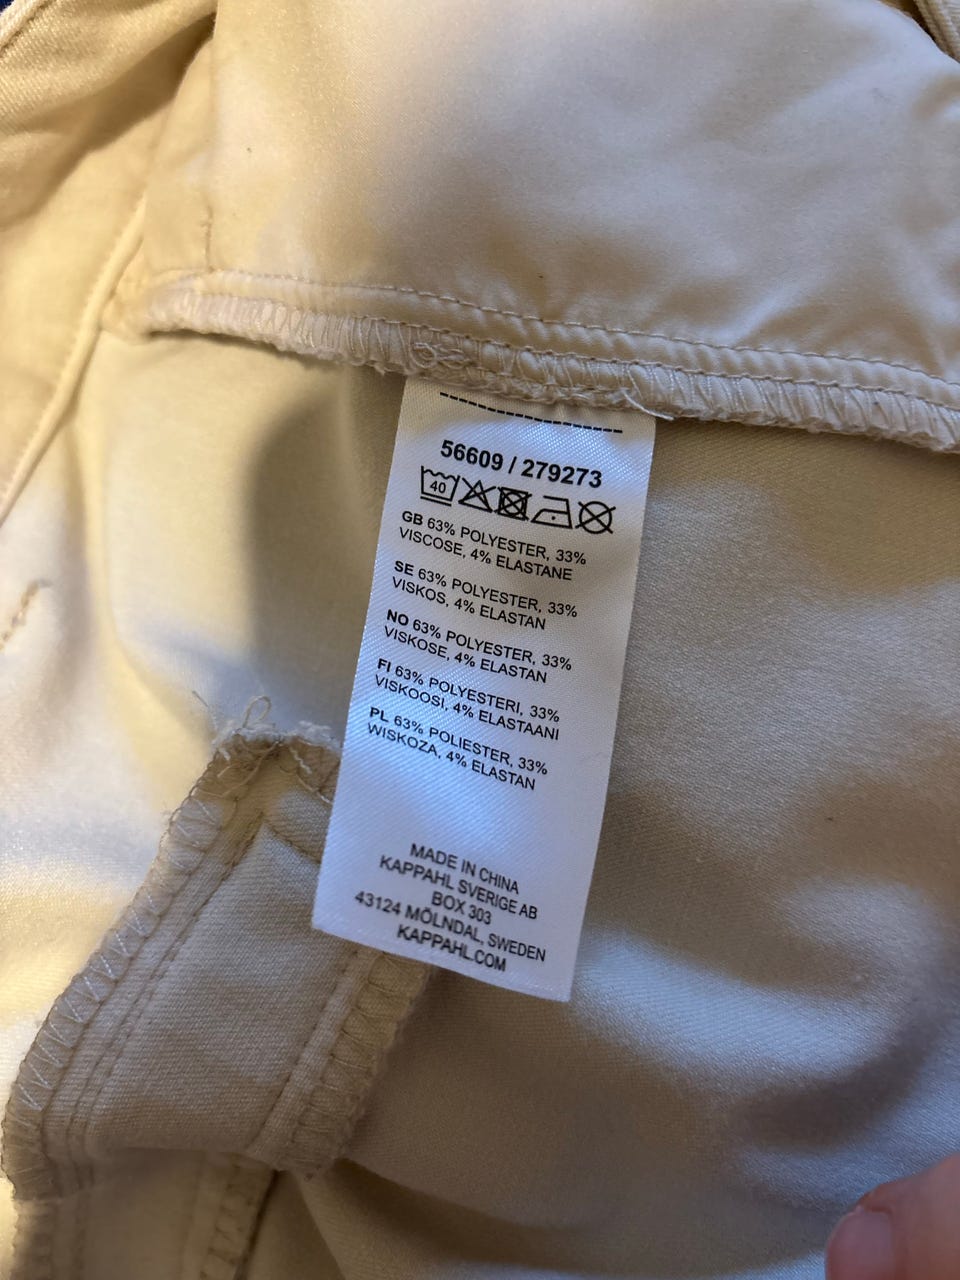 56609 / 279273
40
GB 63% POLYESTER, 33%
VISCOSE, 4% ELASTANE
SE 63% POLYESTER, 33%
VISKOS, 4% ELASTAN
NO 63% POLYESTER, 33%
VISKOSE, 4% ELASTAN
FI 63% POLYESTERI, 33%
VISKOOSI, 4% ELASTAANI
PL 63% POLIESTER, 33%
WISKOZA, 4% ELASTAN
MADE IN CHINA
KAPPAHL SVERIGE AB
BOX 303
43124 MÖLNDAL, SWEDEN
KAPPAHL.COM